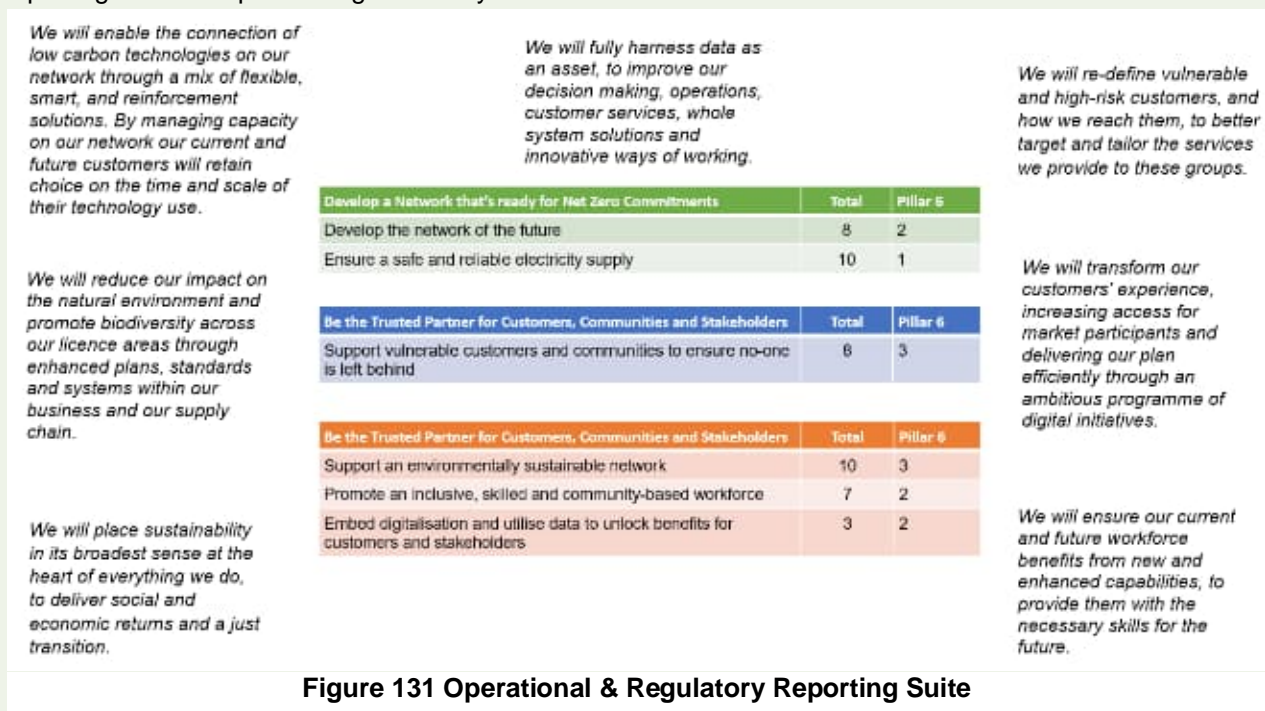 We will enable the connection of
low carbon technologies on our
network through a mix of flexible,
smart, and reinforcement
solutions. By managing capacity
on our network our current and
future customers will retain
choice on the time and scale of
their technology use.
We will reduce our impact on
the natural environment and
promote biodiversity across
our licence areas through
enhanced plans, standards
and systems within our
business and our supply
chain.
We will place sustainability
in its broadest sense at the
heart of everything we do,
to deliver social and
economic returns and a just
transition.
We will fully harness data as
an asset, to improve our
decision making, operations,
customer services, whole
system solutions and
innovative ways of working.
Develop a Network that's ready for Net Zero Commitments Total Pillar 6
Develop the network of the future 8 2
Ensure a safe and reliable electricity supply 10 1
Be the Trusted Partner for Customers, Communities and Stakeholders Total Pillar 6
Support vulnerable customers and communities to ensure no-one 8 3
is left behind
Be the Trusted Partner for Customers, Communities and Stakeholders Total Pillar 6
Support an environmentally sustainable network 10 3
Promote an inclusive, skilled and community-based workforce 7 2
Embed digitalisation and utilise data to unlock benefits for 3 2
customers and stakeholders
We will re-define vulnerable
and high-risk customers, and
how we reach them, to better
target and tailor the services
we provide to these groups.
We will transform our
customers' experience,
increasing access for
market participants and
delivering our plan
efficiently through an
ambitious programme of
digital initiatives.
We will ensure our current
and future workforce
benefits from new and
enhanced capabilities, to
provide them with the
necessary skills for the
future.
Figure 131 Operational & Regulatory Reporting Suite